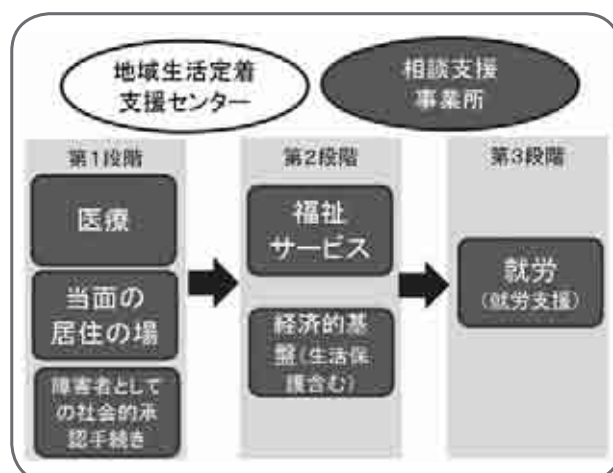 地域生活定着
支援センター
相談支援
事業所
第1段階
医療
当面の
居住の場
障害者として
の社会的承
認手続き
第2段階
福祉
サービス
経済的基
盤(生活保
護含む)
第3段階
就労
(就労支援)